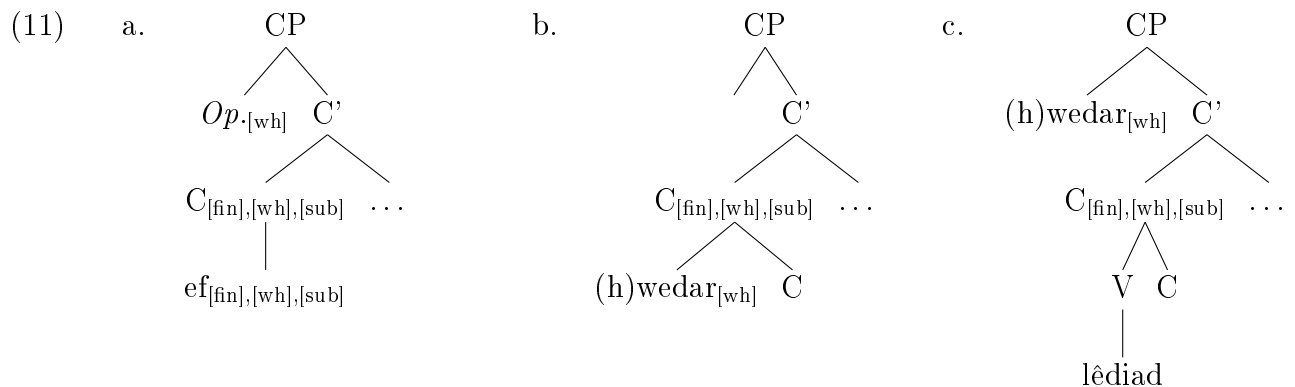 (11) a. CP b. CP c. CP
Op.[wh] C' C' (h)wedar[wh] C'
C[fin],[wh],[sub] ... C[fin],[wh],[sub] ... C[fin],[wh],[sub] ...
ef[fin],[wh],[sub] (h)wedar[wh] C V C
lêdiad